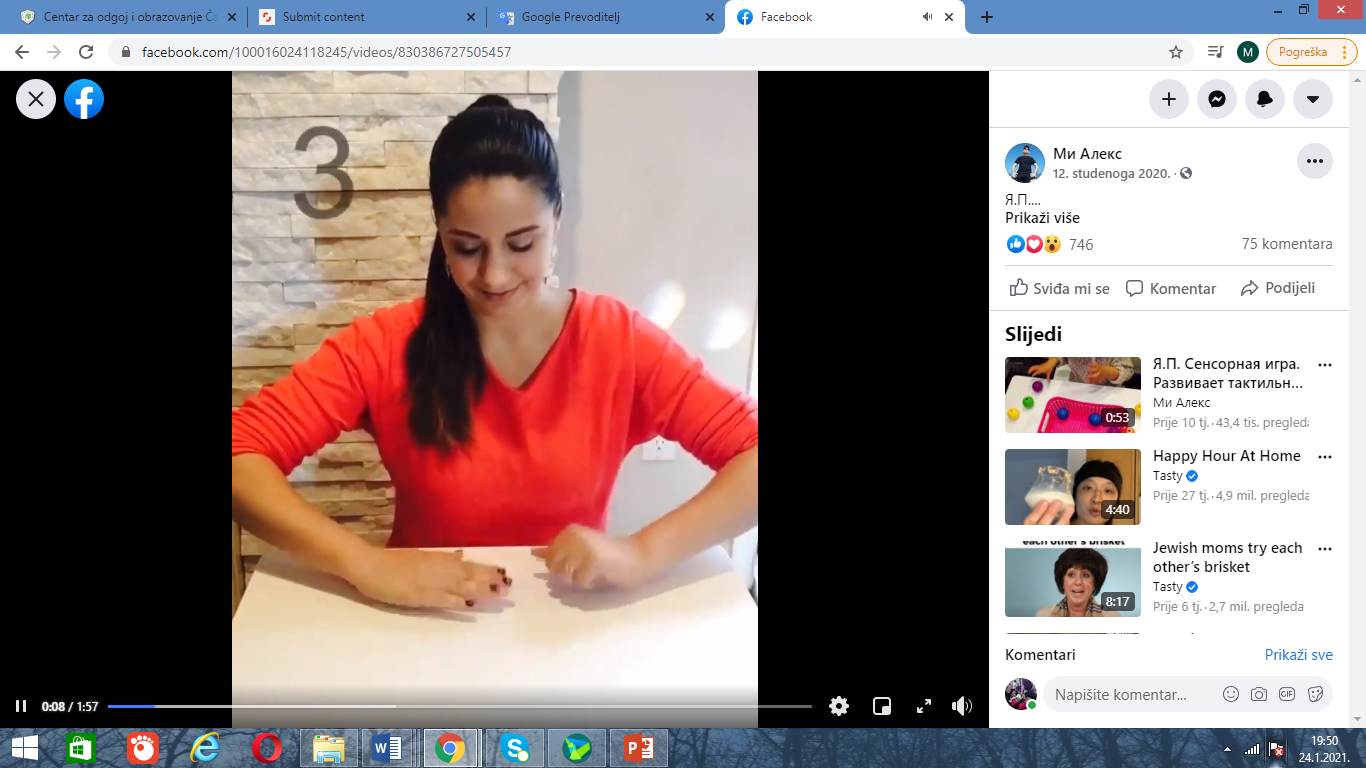 Centar za odgoj i obrazovanje Ča
Submit content
Google Prevoditelj
Facebook
facebook.com/100016024118245/videos/830386727505457
M
Pogreška
3
Ми Алекс
12. studenoga 2020. ·
Я.П....
Prikaži više
746
75 komentara
Sviđa mi se
Komentar
Podijeli
Slijedi
Я.П. Сенсорная игра.
Развивает тактильн...
Ми Алекс
Prije 10 tj. · 43,4 tis. pregleda
0:53
Happy Hour At Home
Tasty
Prije 27 tj. · 4,9 mil. pregleda
4:40
each other's brisket
Jewish moms try each
other's brisket
Tasty
Prije 6 tj. · 2,7 mil. pregleda
8:17
Komentari
Prikaži sve
Napišite komentar...
GIF
0:08 / 1:57
19:50
24.1.2021.